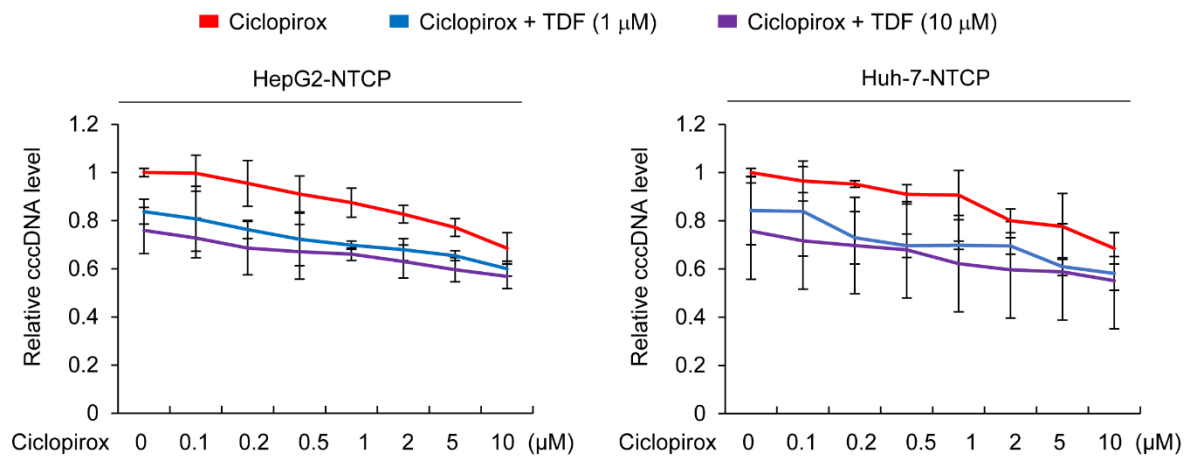 Ciclopirox Ciclopirox + TDF (1 μM) Ciclopirox + TDF (10 μM)
HepG2-NTCP
Relative cccDNA level
1.2
1
0.8
0.6
0.4
0.2
0
Ciclopirox 0 0.1 0.2 0.5 1 2 5 10 (μM)
Huh-7-NTCP
Relative cccDNA level
1.2
1
0.8
0.6
0.4
0.2
0
Ciclopirox 0 0.1 0.2 0.5 1 2 5 10 (μM)